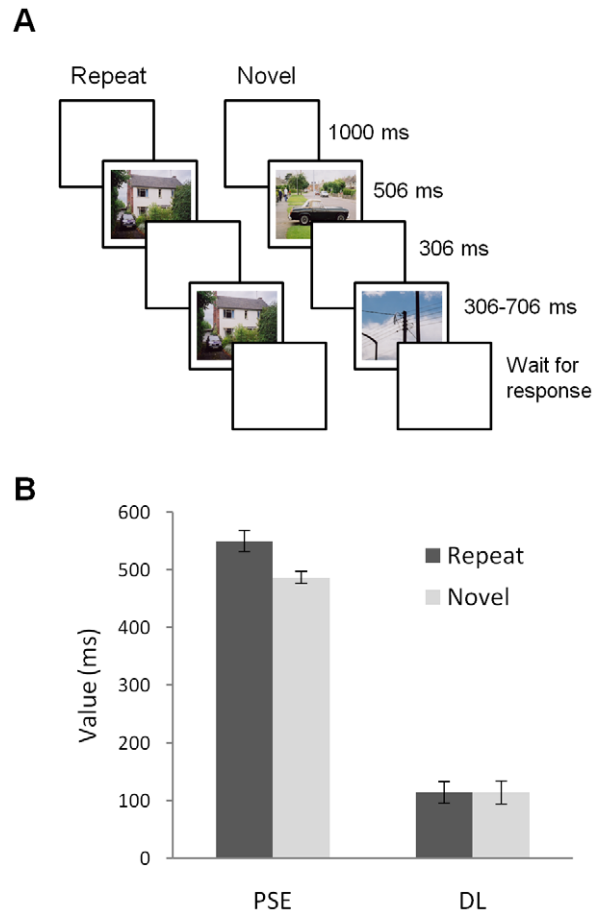 A
Repeat
Novel
1000 ms
506 ms
306 ms
306-706 ms
Wait for
response
B
600
500
400
300
200
100
0
Value (ms)
Repeat
Novel
PSE
DL